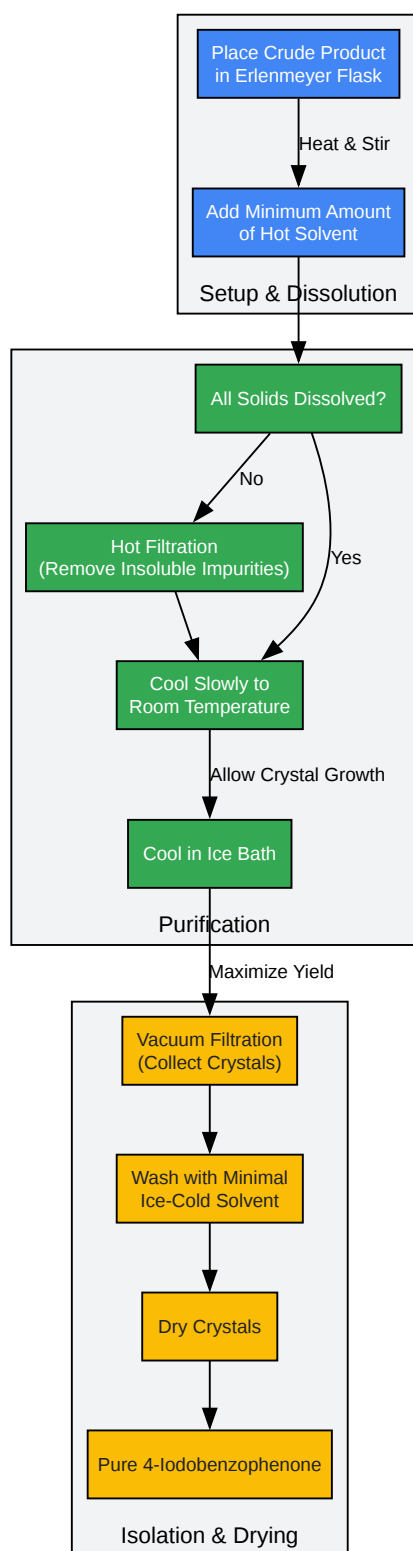 Place Crude Product
in Erlenmeyer Flask
Heat & Stir
Add Minimum Amount
of Hot Solvent
Setup & Dissolution
All Solids Dissolved?
No
Hot Filtration
(Remove Insoluble Impurities)
Yes
Cool Slowly to
Room Temperature
Allow Crystal Growth
Cool in Ice Bath
Purification
Maximize Yield
Vacuum Filtration
(Collect Crystals)
Wash with Minimal
Ice-Cold Solvent
Dry Crystals
Pure 4-Iodobenzophenone
Isolation & Drying